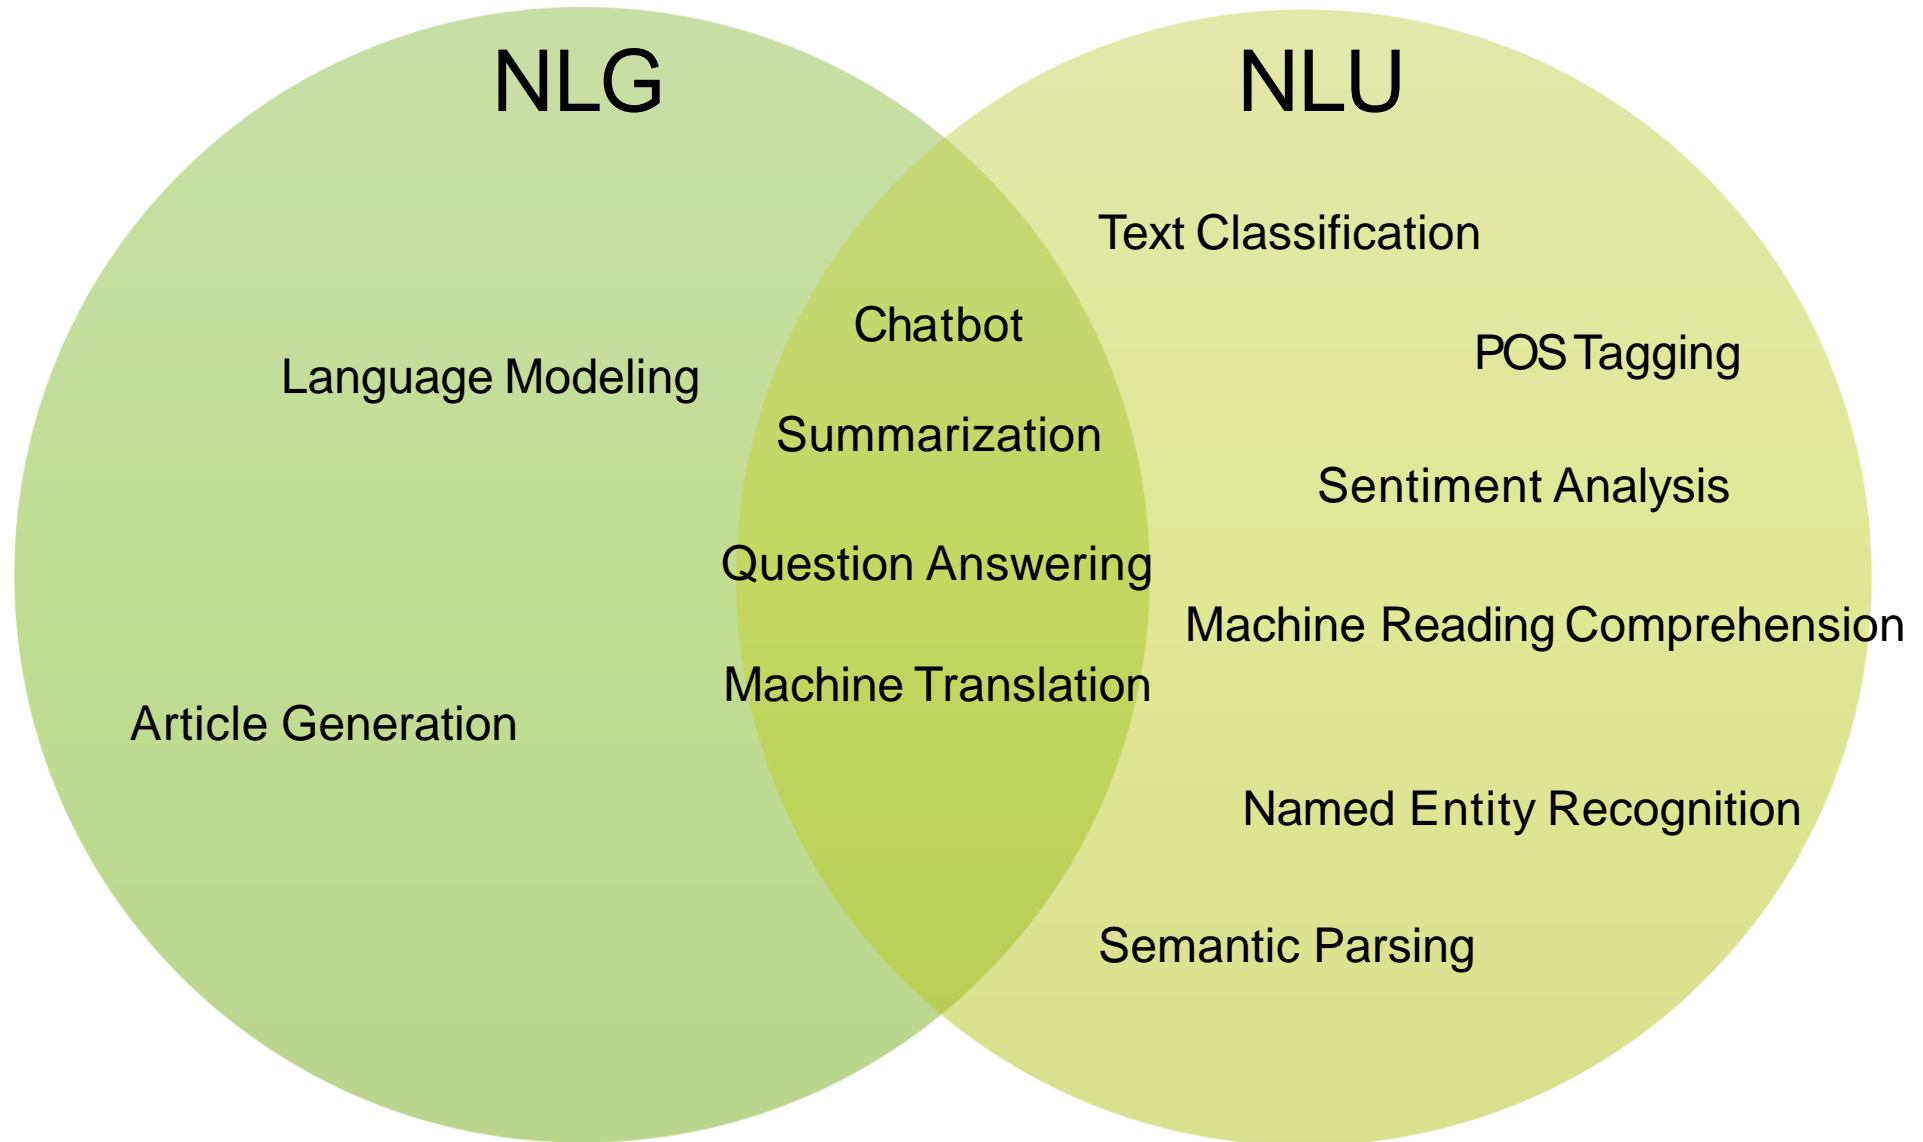 NLG
NLU
Text Classification
Chatbot
POS Tagging
Language Modeling
Summarization
Sentiment Analysis
Question Answering
Machine Reading Comprehension
Machine Translation
Article Generation
Named Entity Recognition
Semantic Parsing